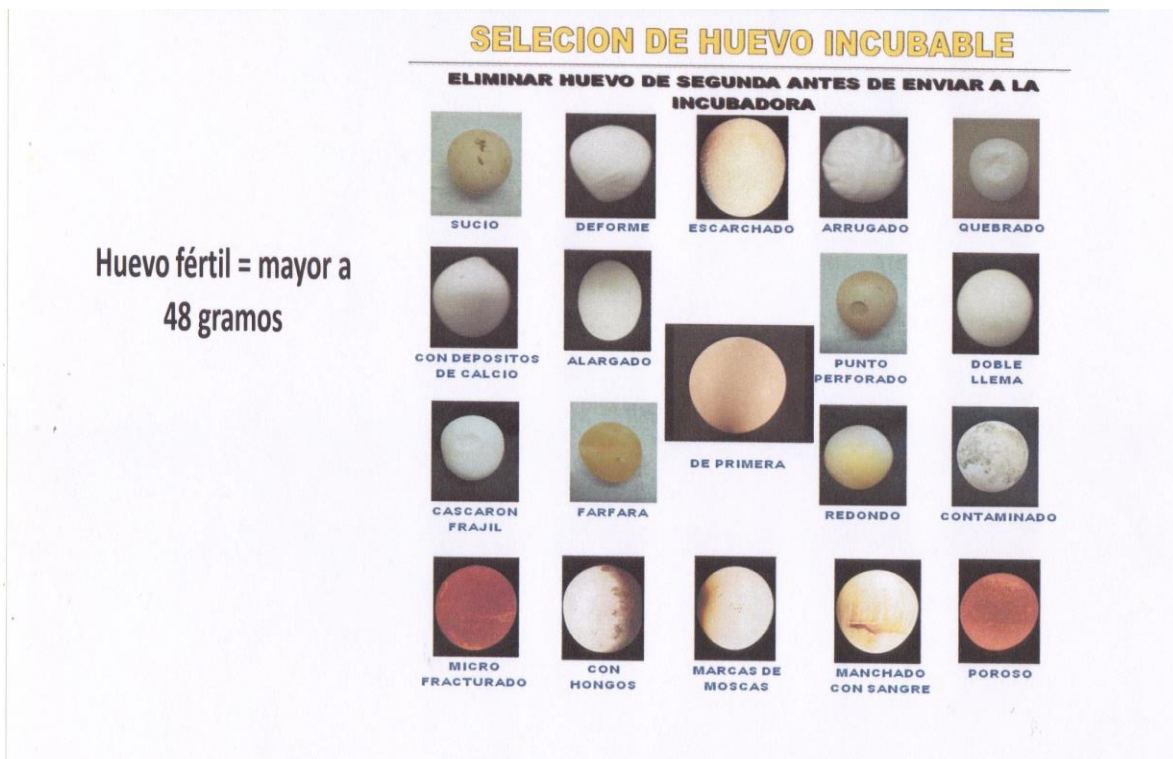 SELECION DE HUEVO INCUBABLE
ELIMINAR HUEVO DE SEGUNDA ANTES DE ENVIAR A LA
INCUBADORA
SUCIO
DEFORME
ESCARCHADO
ARRUGADO
QUEBRADO
Huevo fértil = mayor a
48 gramos
CON DEPOSITOS
DE CALCIO
ALARGADO
PUNTO
PERFORADO
DOBLE
LLEMA
DE PRIMERA
CASCARON
FRAJIL
FARFARA
REDONDO
CONTAMINADO
MICRO
FRACTURADO
CON
HONGOS
MARCAS DE
MOSCAS
MANCHADO
CON SANGRE
POROSO